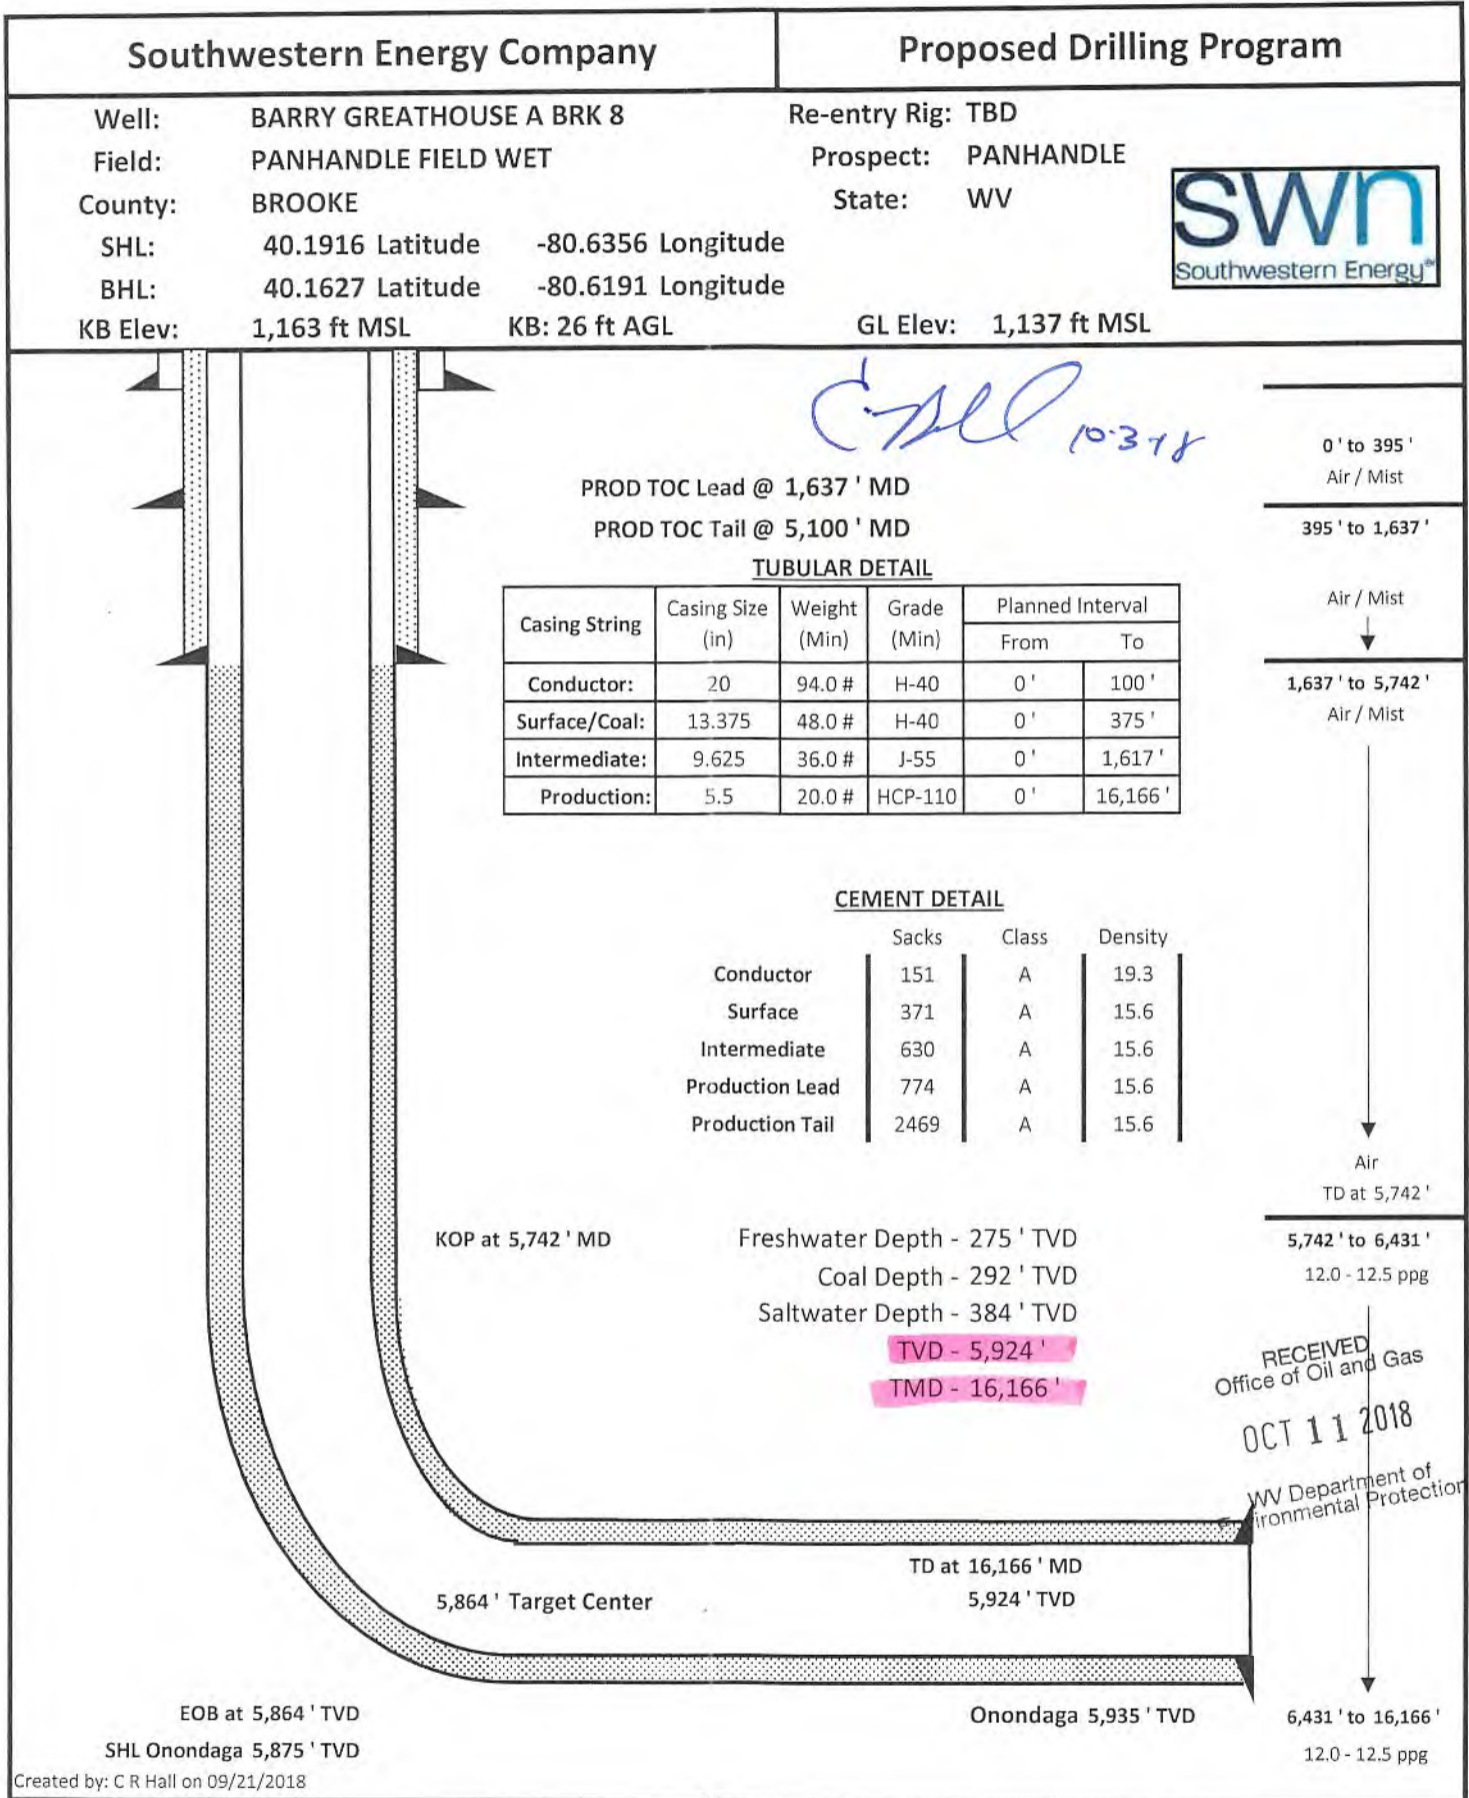 Southwestern Energy Company
Proposed Drilling Program
Well: BARRY GREATHOUSE A BRK 8 Re-entry Rig: TBD
Field: PANHANDLE FIELD WET Prospect: PANHANDLE
County: BROOKE State: WV
SHL: 40.1916 Latitude -80.6356 Longitude
BHL: 40.1627 Latitude -80.6191 Longitude
KB Elev: 1,163 ft MSL KB: 26 ft AGL GL Elev: 1,137 ft MSL
swn
Southwestern Energy
10-3-18
0 ' to 395 '
Air / Mist
395 ' to 1,637 '
Air / Mist
1,637 ' to 5,742 '
Air / Mist
PROD TOC Lead @ 1,637 ' MD
PROD TOC Tail @ 5,100 ' MD
TUBULAR DETAIL
Casing String Casing Size (in) Weight (Min) Grade (Min) Planned Interval
From To
Conductor: 20 94.0 # H-40 0 ' 100 '
Surface/Coal: 13.375 48.0 # H-40 0 ' 375 '
Intermediate: 9.625 36.0 # J-55 0 ' 1,617 '
Production: 5.5 20.0 # HCP-110 0 ' 16,166 '
CEMENT DETAIL
Sacks Class Density
Conductor 151 A 19.3
Surface 371 A 15.6
Intermediate 630 A 15.6
Production Lead 774 A 15.6
Production Tail 2469 A 15.6
Air
TD at 5,742 '
KOP at 5,742 ' MD
Freshwater Depth - 275 ' TVD
Coal Depth - 292 ' TVD
Saltwater Depth - 384 ' TVD
TVD - 5,924 '
TMD - 16,166 '
5,742 ' to 6,431 '
12.0 - 12.5 ppg
RECEIVED
Office of Oil and Gas
OCT 11 2018
WV Department of
Environmental Protection
TD at 16,166 ' MD
5,924 ' TVD
5,864 ' Target Center
EOB at 5,864 ' TVD
SHL Onondaga 5,875 ' TVD
Onondaga 5,935 ' TVD
6,431 ' to 16,166 '
12.0 - 12.5 ppg
Created by: C R Hall on 09/21/2018